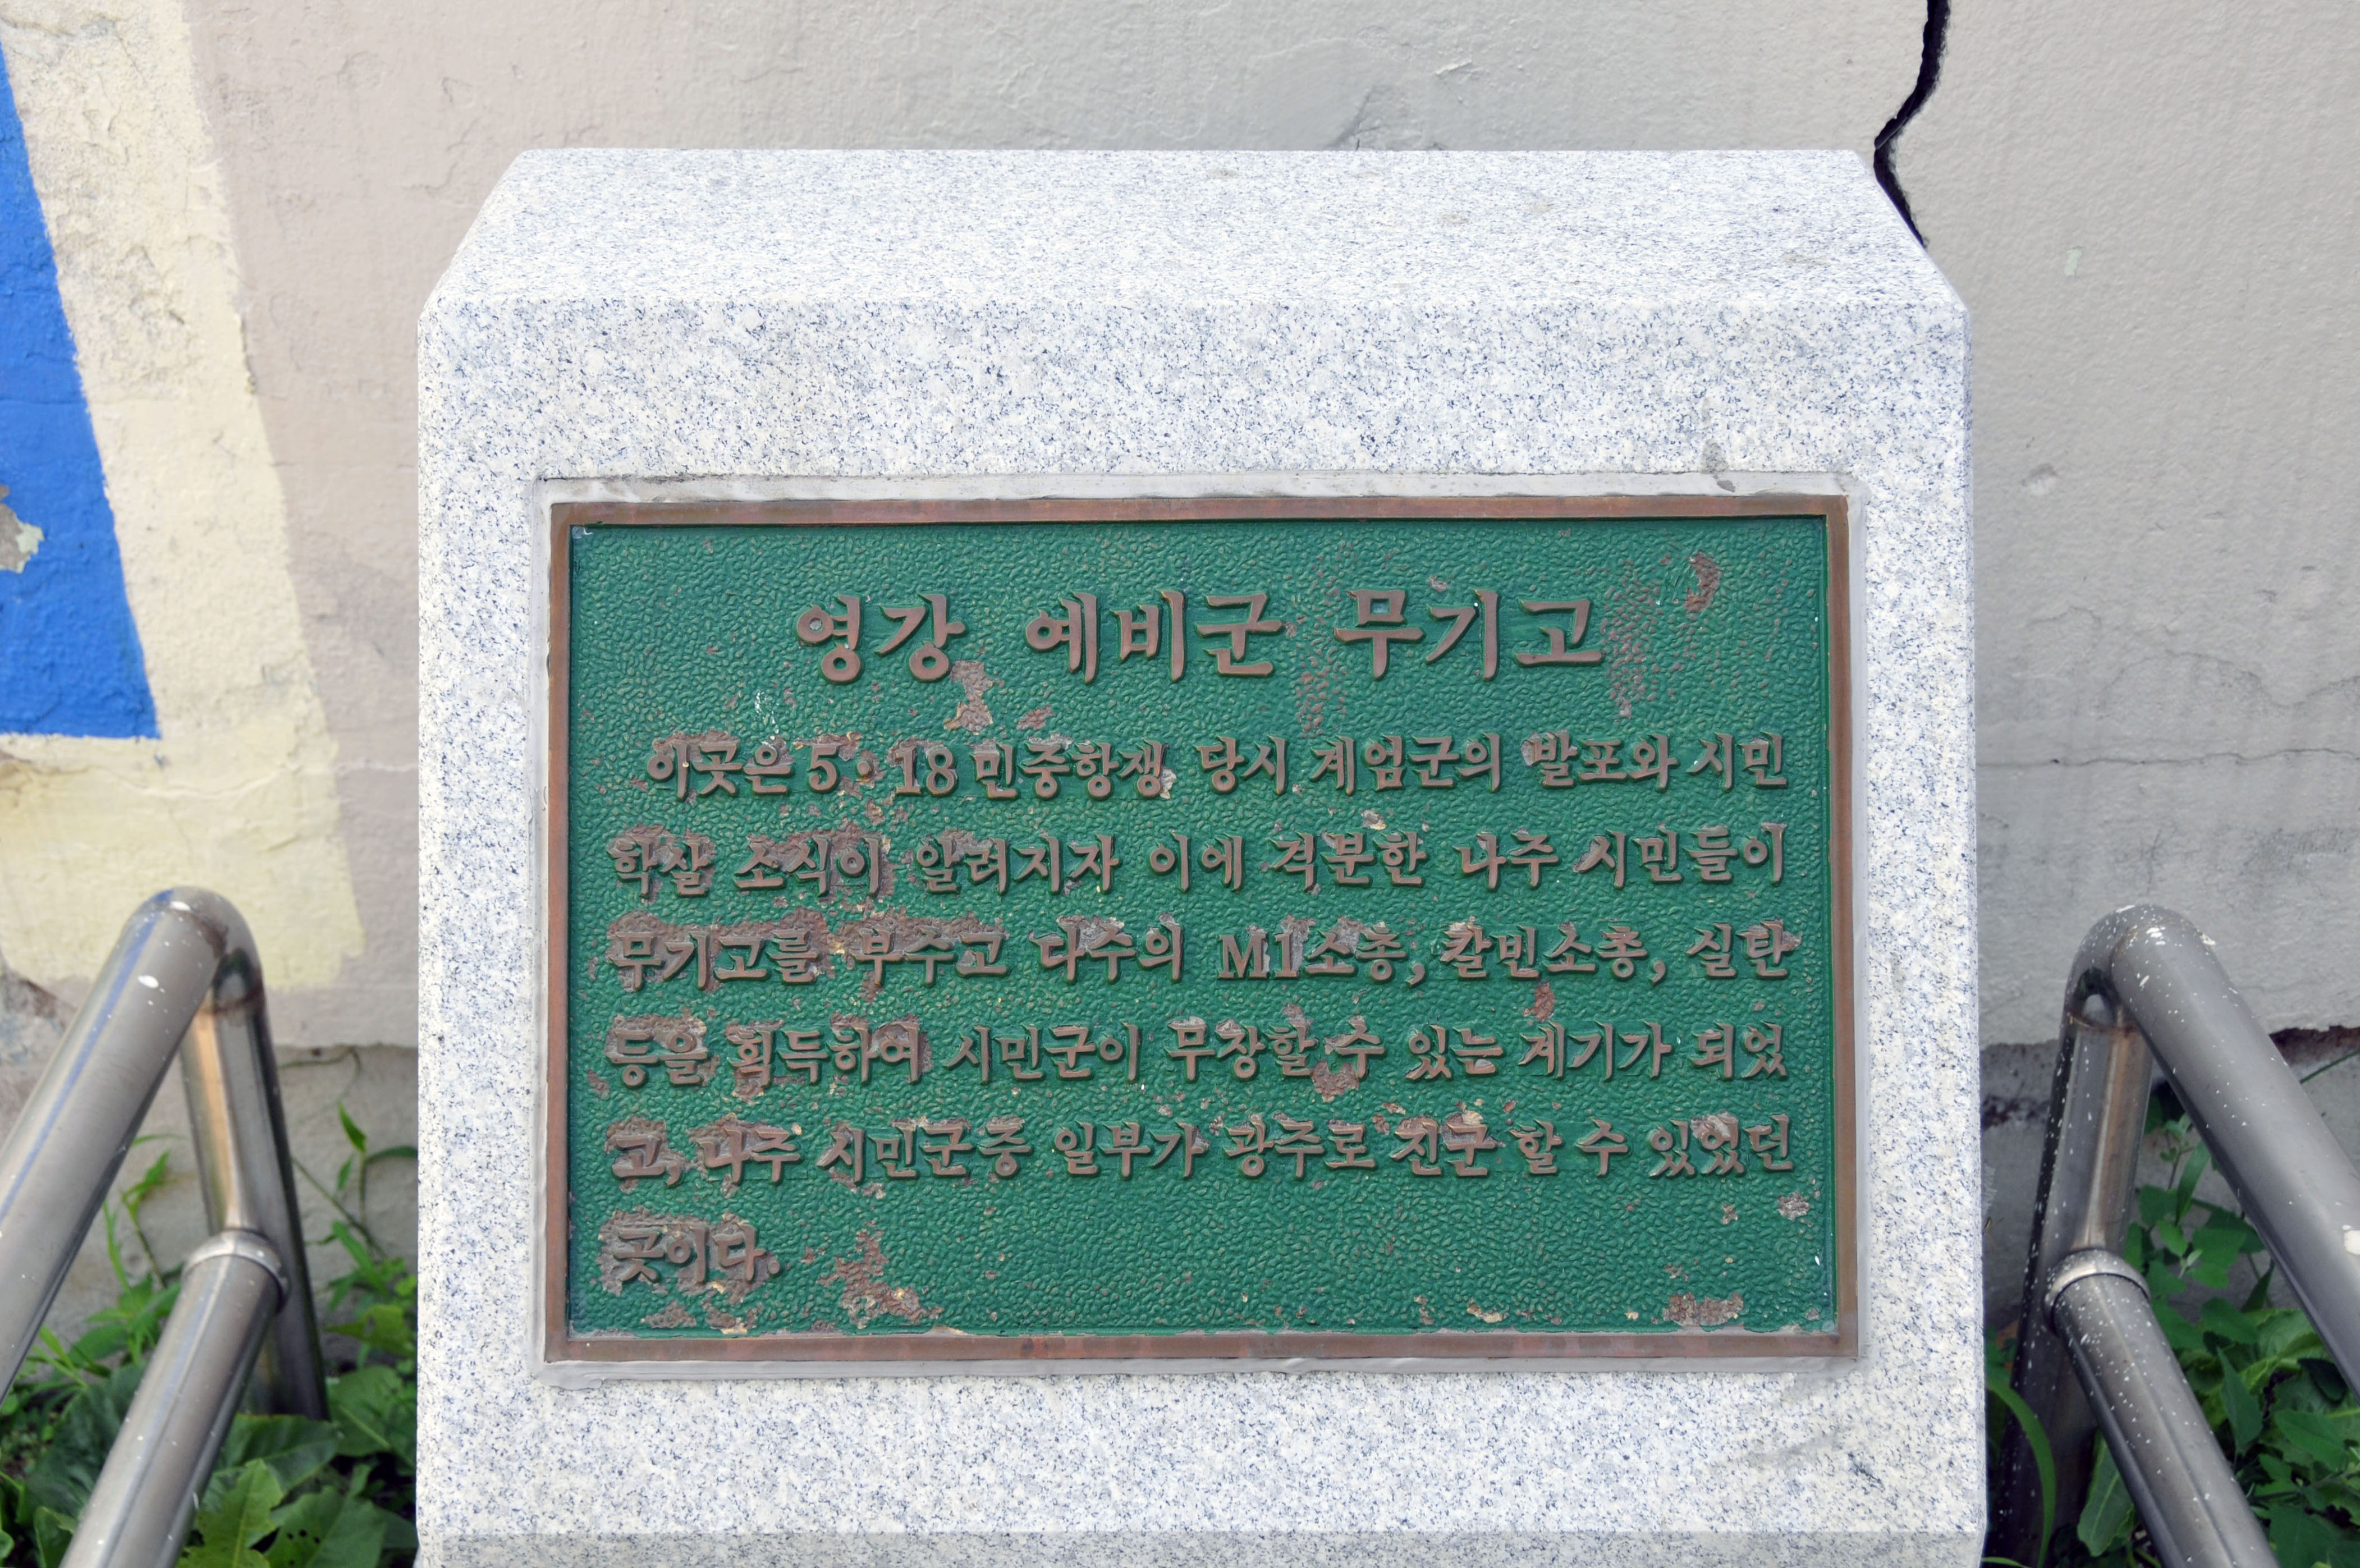 영강 예비군 무기고
이곳은 5·18 민중항쟁 당시 계엄군의 발포와 시민
학살 소식이 알려지자 이에 격분한 나주 시민들이
무기고를 부수고 다수의 M1소총, 칼빈소총, 실탄
등을 획득하여 시민군이 무장할 수 있는 계기가 되었
고, 나주 시민군중 일부가 광주로 진군 할 수 있었던
곳이다.